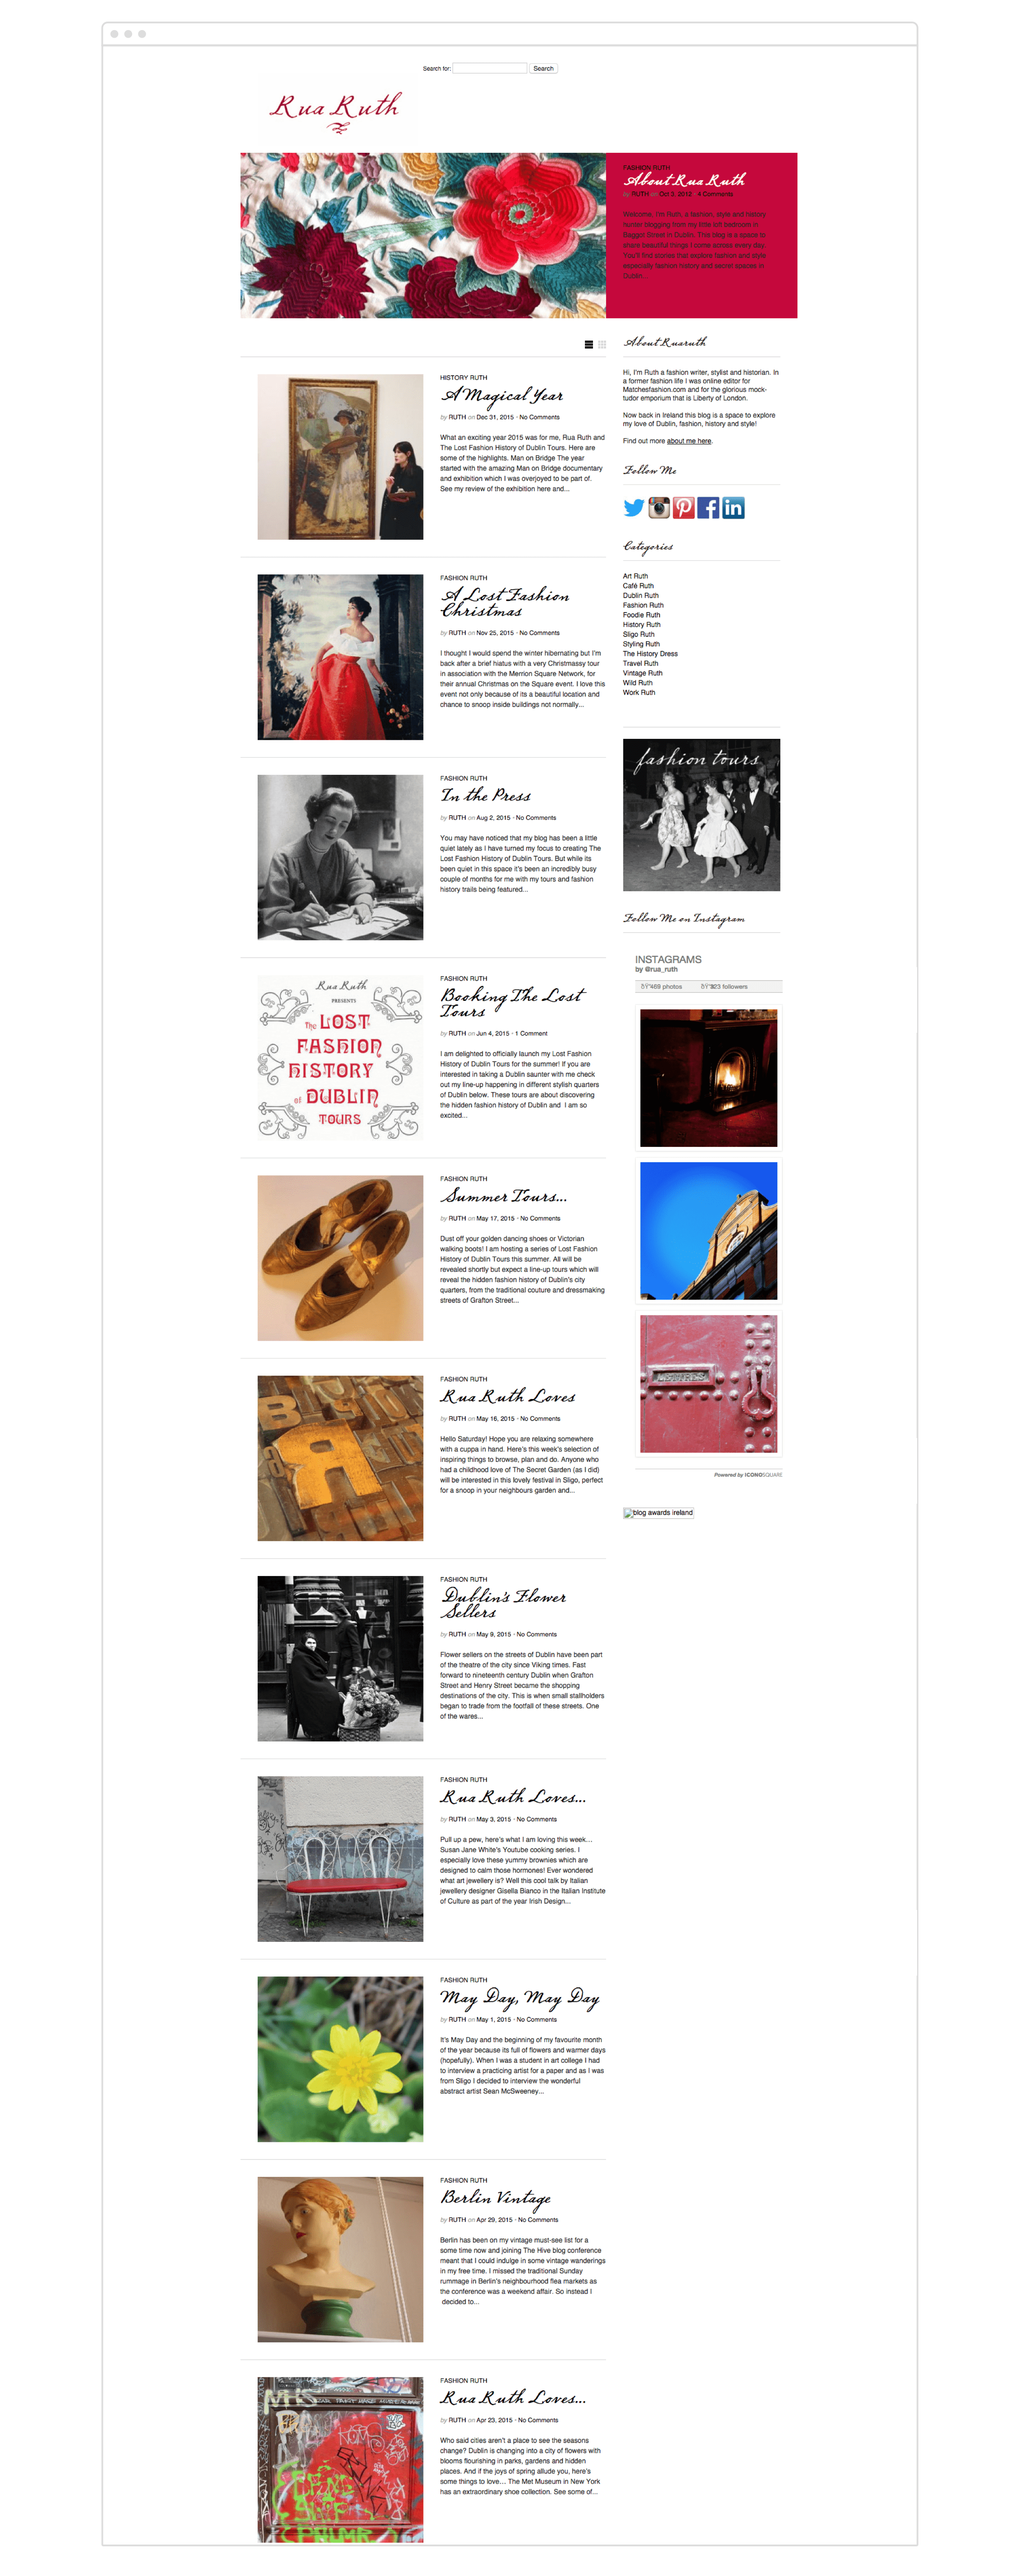 Search for:
Search
Rua Ruth
FASHION RUTH
About Rua Ruth
by RUTH on Oct 3, 2012 · 4 Comments
Welcome, I'm Ruth, a fashion, style and history
hunter blogging from my little loft bedroom in
Baggot Street in Dublin. This blog is a space to
share beautiful things I come across every day.
You'll find stories that explore fashion and style
especially fashion history and secret spaces in
Dublin...
HISTORY RUTH
A Magical Year
by RUTH on Dec 31, 2015 · No Comments
What an exciting year 2015 was for me, Rua Ruth and
The Lost Fashion History of Dublin Tours. Here are
some of the highlights. Man on Bridge The year
started with the amazing Man on Bridge documentary
and exhibition which I was overjoyed to be part of.
See my review of the exhibition here and...
FASHION RUTH
A Lost Fashion
Christmas
by RUTH on Nov 25, 2015 · No Comments
I thought I would spend the winter hibernating but I'm
back after a brief hiatus with a very Christmassy tour
in association with the Merrion Square Network, for
their annual Christmas on the Square event. I love this
event not only because of its a beautiful location and
chance to snoop inside buildings not normally...
FASHION RUTH
In the Press
by RUTH on Aug 2, 2015 · No Comments
You may have noticed that my blog has been a little
quiet lately as I have turned my focus to creating The
Lost Fashion History of Dublin Tours. But while its
been quiet in this space it's been an incredibly busy
couple of months for me with my tours and fashion
history trails being featured...
Rua Ruth
PRESENTS
The LOST
FASHION
HISTORY
of DUBLIN
TOURS
FASHION RUTH
Booking The Lost
Tours
by RUTH on Jun 4, 2015 · 1 Comment
I am delighted to officially launch my Lost Fashion
History of Dublin Tours for the summer! If you are
interested in taking a Dublin saunter with me check
out my line-up happening in different stylish quarters
of Dublin below. These tours are about discovering
the hidden fashion history of Dublin and  I am so
excited...
FASHION RUTH
Summer Tours...
by RUTH on May 17, 2015 · No Comments
Dust off your golden dancing shoes or Victorian
walking boots! I am hosting a series of Lost Fashion
History of Dublin Tours this summer. All will be
revealed shortly but expect a line-up tours which will
reveal the hidden fashion history of Dublin's city
quarters, from the traditional couture and dressmaking
streets of Grafton Street...
FASHION RUTH
Rua Ruth Loves
by RUTH on May 16, 2015 · No Comments
Hello Saturday! Hope you are relaxing somewhere
with a cuppa in hand. Here's this week's selection of
inspiring things to browse, plan and do. Anyone who
had a childhood love of The Secret Garden (as I did)
will be interested in this lovely festival in Sligo, perfect
for a snoop in your neighbours garden and...
FASHION RUTH
Dublin's Flower
Sellers
by RUTH on May 9, 2015 · No Comments
Flower sellers on the streets of Dublin have been part
of the theatre of the city since Viking times. Fast
forward to nineteenth century Dublin when Grafton
Street and Henry Street became the shopping
destinations of the city. This is when small stallholders
began to trade from the footfall of these streets. One
of the wares...
FASHION RUTH
Rua Ruth Loves...
by RUTH on May 3, 2015 · No Comments
Pull up a pew, here's what I am loving this week...
Susan Jane White's Youtube cooking series. I
especially love these yummy brownies which are
designed to calm those hormones! Ever wondered
what art jewellery is? Well this cool talk by Italian
jewellery designer Gisella Bianco in the Italian Institute
of Culture as part of the year Irish Design...
FASHION RUTH
May Day, May Day
by RUTH on May 1, 2015 · No Comments
It's May Day and the beginning of my favourite month
of the year because its full of flowers and warmer days
(hopefully). When I was a student in art college I had
to interview a practicing artist for a paper and as I was
from Sligo I decided to interview the wonderful
abstract artist Sean McSweeney...
FASHION RUTH
Berlin Vintage
by RUTH on Apr 29, 2015 · No Comments
Berlin has been on my vintage must-see list for a
some time now and joining The Hive blog conference
meant that I could indulge in some vintage wanderings
in my free time. I missed the traditional Sunday
rummage in Berlin's neighbourhood flea markets as
the conference was a weekend affair. So instead I
decided to...
FASHION RUTH
Rua Ruth Loves...
by RUTH on Apr 23, 2015 · No Comments
Who said cities aren't a place to see the seasons
change? Dublin is changing into a city of flowers with
blooms flourishing in parks, gardens and hidden
places. And if the joys of spring allude you, here's
some things to love... The Met Museum in New York
has an extraordinary shoe collection. See some of...
About Ruaruth
Hi, I'm Ruth a fashion writer, stylist and historian. In
a former fashion life I was online editor for
Matchesfashion.com and for the glorious mock-
tudor emporium that is Liberty of London.
Now back in Ireland this blog is a space to explore
my love of Dublin, fashion, history and style!
Find out more about me here.
Follow Me
Categories
Art Ruth
Café Ruth
Dublin Ruth
Fashion Ruth
Foodie Ruth
History Ruth
Sligo Ruth
Styling Ruth
The History Dress
Travel Ruth
Vintage Ruth
Wild Ruth
Work Ruth
fashion tours
Follow Me on Instagram
INSTAGRAMS
by @rua_ruth
469 photos
923 followers
LETTRES
Powered by ICONOSQUARE
blog awards ireland